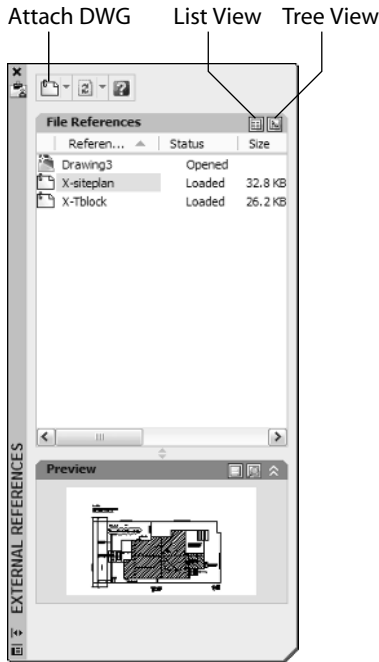 Attach DWG List View Tree View
File References
Referen... Status Size
Drawing3 Opened
X-siteplan Loaded 32.8 KB
X-Tblock Loaded 26.2 KB
EXTERNAL REFERENCES
Preview